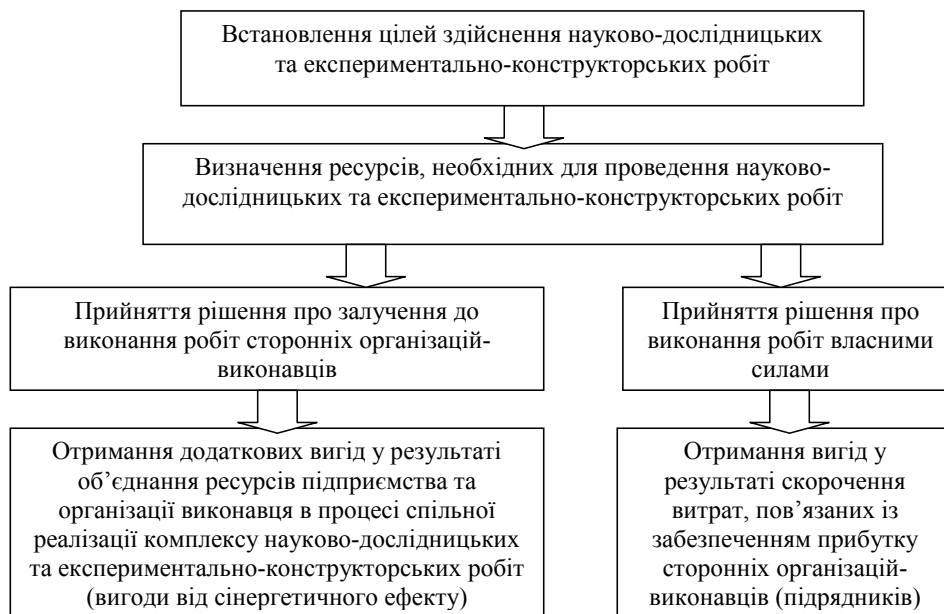 Встановлення цілей здійснення науково-дослідницьких
та експериментально-конструкторських робіт
Визначення ресурсів, необхідних для проведення науково-
дослідницьких та експериментально-конструкторських робіт
Прийняття рішення про залучення до
виконання робіт сторонніх організацій-
виконавців
Прийняття рішення про
виконання робіт власними
силами
Отримання додаткових вигід у результаті
об’єднання ресурсів підприємства та
організації виконавця в процесі спільної
реалізації комплексу науково-дослідницьких
та експериментально-конструкторських робіт
(вигоди від сінергетичного ефекту)
Отримання вигід у
результаті скорочення
витрат, пов’язаних із
забезпеченням прибутку
сторонніх організацій-
виконавців (підрядників)